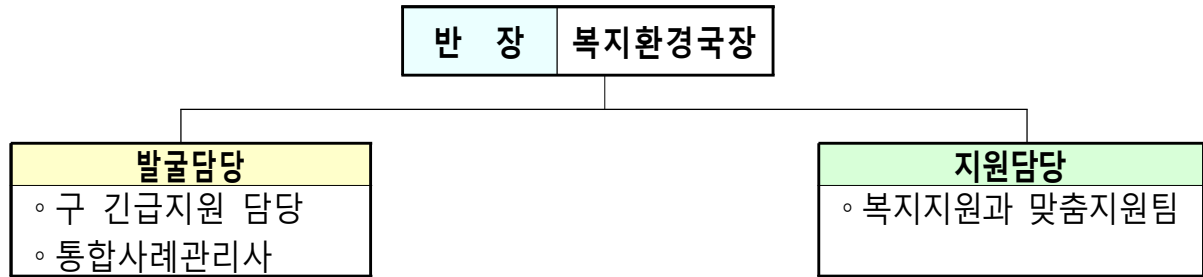 반 장 복지환경국장
발굴담당
◦구 긴급지원 담당
◦통합사례관리사
지원담당
◦복지지원과 맞춤지원팀